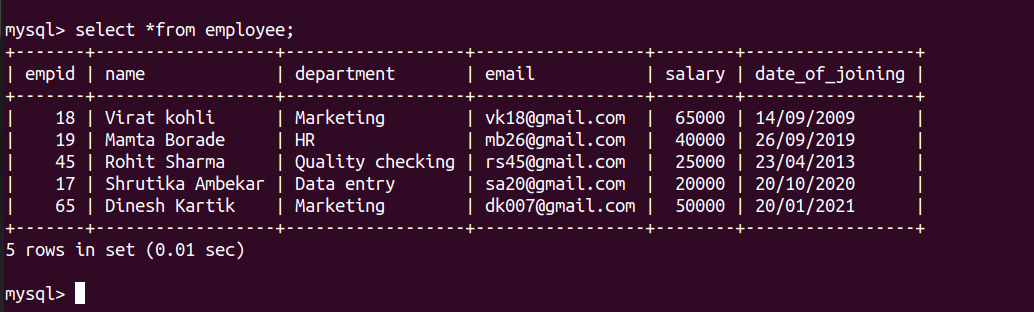 mysql> select *from employee;
+-------+------------------+------------------+----------------+--------+-----------------+
| empid | name             | department       | email          | salary | date_of_joining |
+-------+------------------+------------------+----------------+--------+-----------------+
|    18 | Virat kohli      | Marketing        | vk18@gmail.com  |  65000 | 14/09/2009      |
|    19 | Mamta Borade     | HR               | mb26@gmail.com  |  40000 | 26/09/2019      |
|    45 | Rohit Sharma     | Quality checking | rs45@gmail.com  |  25000 | 23/04/2013      |
|    17 | Shrutika Ambekar | Data entry       | sa20@gmail.com  |  20000 | 20/10/2020      |
|    65 | Dinesh Kartik    | Marketing        | dk007@gmail.com |  50000 | 20/01/2021      |
+-------+------------------+------------------+----------------+--------+-----------------+
5 rows in set (0.01 sec)
mysql>